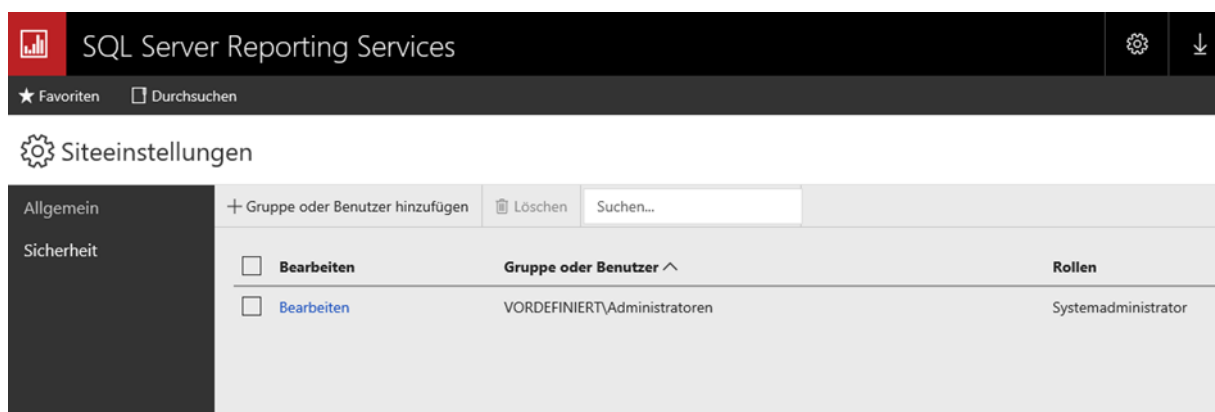 SQL Server Reporting Services
Favoriten Durchsuchen
Siteeinstellungen
Allgemein
Sicherheit
Gruppe oder Benutzer hinzufügen Löschen Suchen...
Bearbeiten Gruppe oder Benutzer Rollen
Bearbeiten VORDEFINIERT\Administratoren Systemadministrator